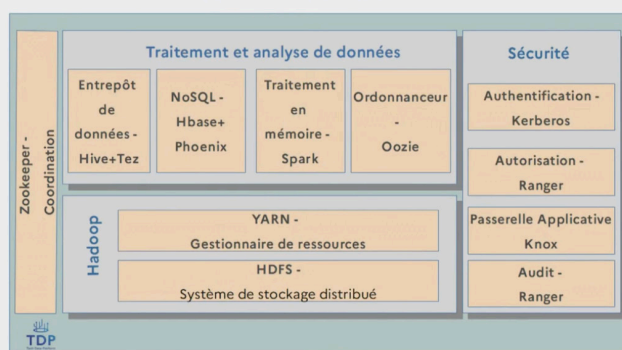 Zookeeper -
Coordination
Traitement et analyse de données
Entrepôt
de
données -
Hive+Tez
NoSQL -
Hbase+
Phoenix
Traitement
en
mémoire -
Spark
Ordonnanceur
-
Oozie
Hadoop
YARN -
Gestionnaire de ressources
HDFS -
Système de stockage distribué
Sécurité
Authentification -
Kerberos
Autorisation -
Ranger
Passerelle Applicative
Knox
Audit -
Ranger
TDP